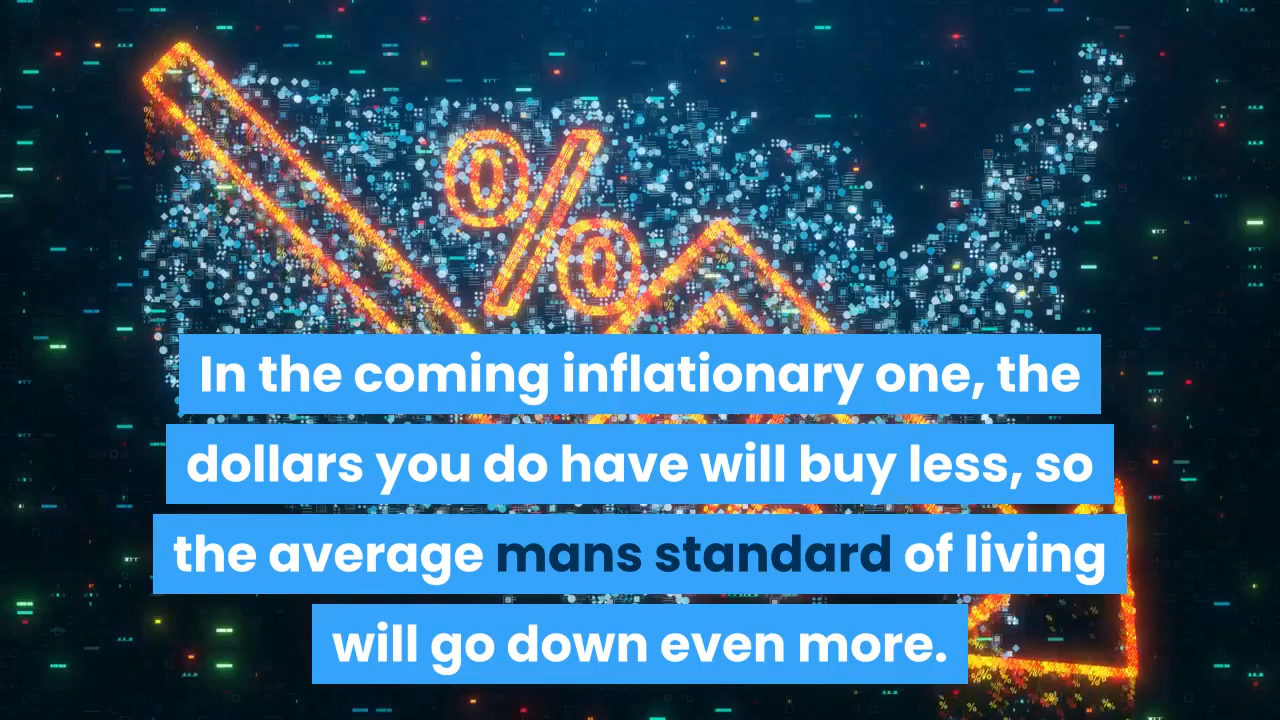 %
In the coming inflationary one, the
dollars you do have will buy less, so
the average mans standard of living
will go down even more.